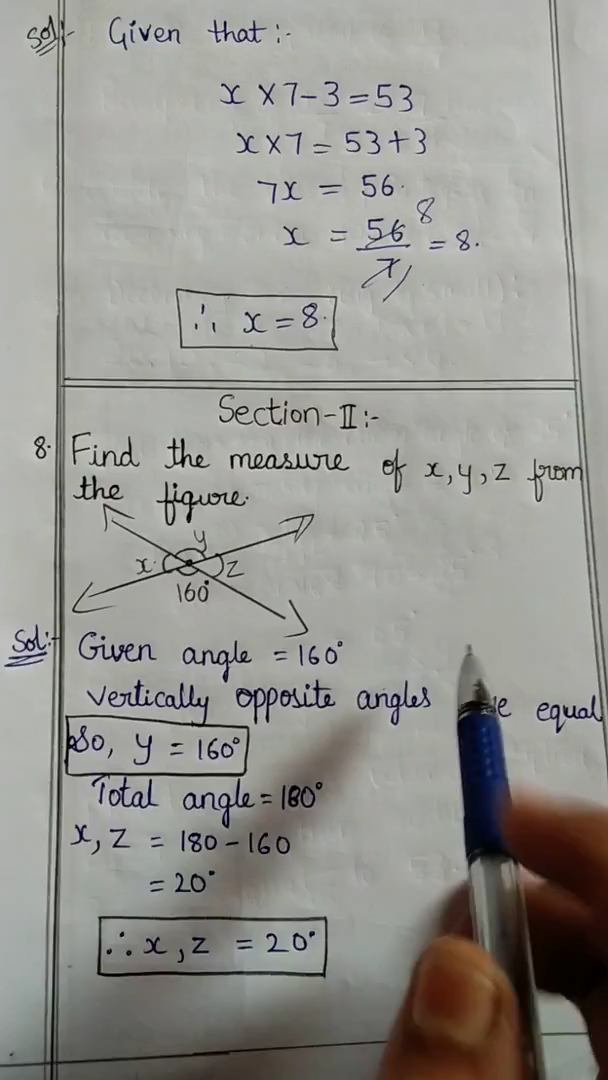 Sol:- Given that:-
x × 7 - 3 = 53
x × 7 = 53 + 3
7x = 56.
x = 56/7 8 = 8.
∴ x = 8.
Section-II:-
8. Find the measure of x, y, z from
the figure.
y
x z
160°
Sol:- Given angle = 160°
Vertically opposite angles equal
So, y = 160°
Total angle = 180°
x, z = 180 - 160
= 20°
∴ x, z = 20°